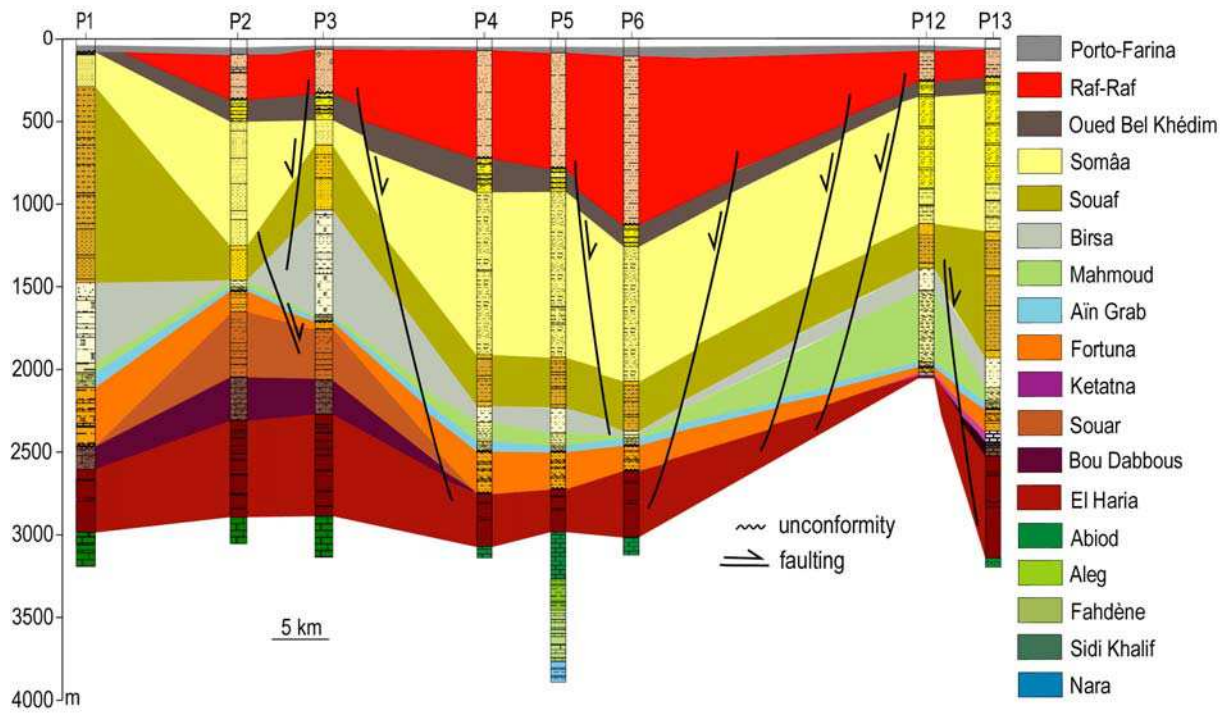 P1 P2 P3 P4 P5 P6 P12 P13
0
500
1000
1500
2000
2500
3000
3500
4000 m
5 km
unconformity
faulting
Porto-Farina
Raf-Raf
Oued Bel Khédim
Somâa
Souaf
Birsa
Mahmoud
Aïn Grab
Fortuna
Ketatna
Souar
Bou Dabbous
El Haria
Abiod
Aleg
Fahdène
Sidi Khalif
Nara